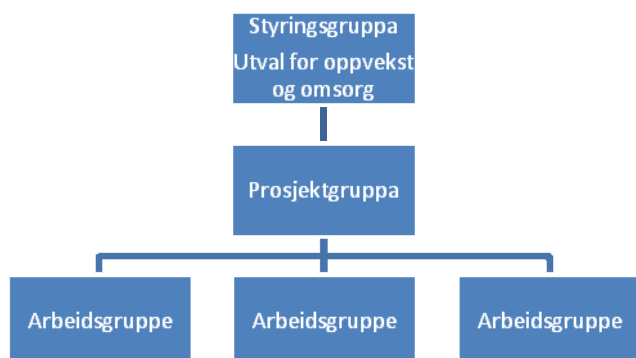 Styringsgruppa
Utval for oppvekst
og omsorg
Prosjektgruppa
Arbeidsgruppe
Arbeidsgruppe
Arbeidsgruppe